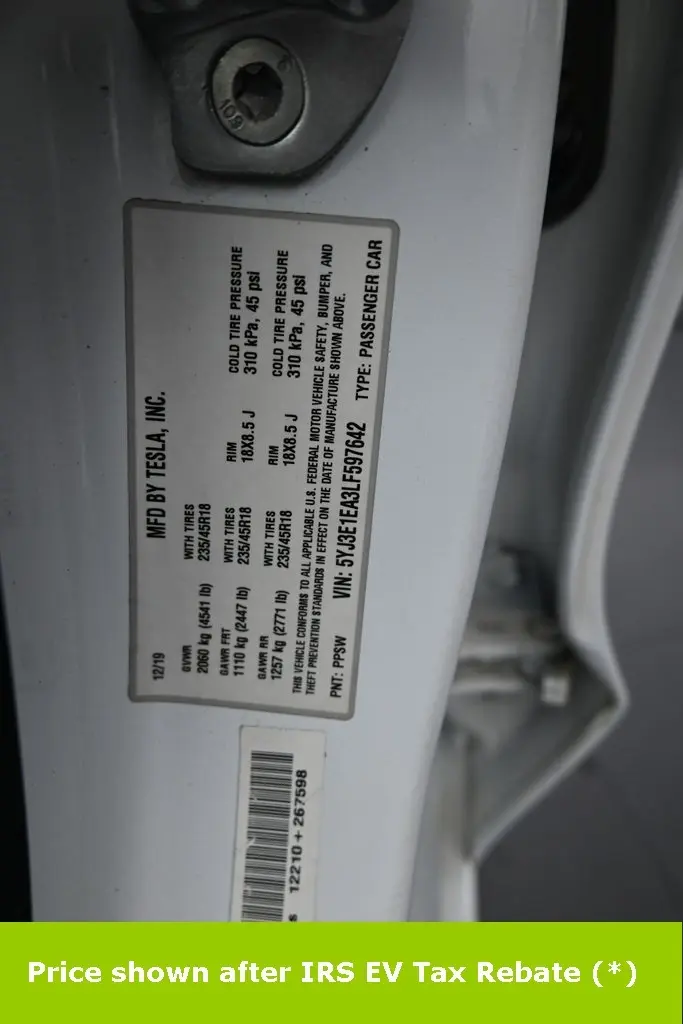 109
12/19
MFD BY TESLA, INC.
GVWR WITH TIRES
2060 kg (4541 lb) 235/45R18
GAWR FRT WITH TIRES RIM COLD TIRE PRESSURE
1110 kg (2447 lb) 235/45R18 18X8.5 J 310 kPa, 45 psi
GAWR RR WITH TIRES RIM COLD TIRE PRESSURE
1257 kg (2771 lb) 235/45R18 18X8.5 J 310 kPa, 45 psi
THIS VEHICLE CONFORMS TO ALL APPLICABLE U.S. FEDERAL MOTOR VEHICLE SAFETY, BUMPER, AND
THEFT PREVENTION STANDARDS IN EFFECT ON THE DATE OF MANUFACTURE SHOWN ABOVE.
PNT: PPSW VIN: 5YJ3E1EA3LF597642 TYPE: PASSENGER CAR
12210 + 267598
Price shown after IRS EV Tax Rebate (*)